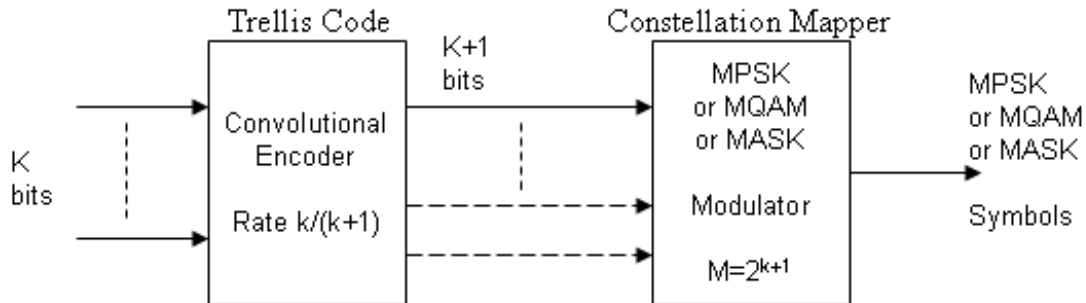 Trellis Code
Constellation Mapper
K
bits
Convolutional
Encoder
Rate k/(k+1)
K+1
bits
MPSK
or MQAM
or MASK
Modulator
M=2ᵏ⁺¹
MPSK
or MQAM
or MASK
Symbols